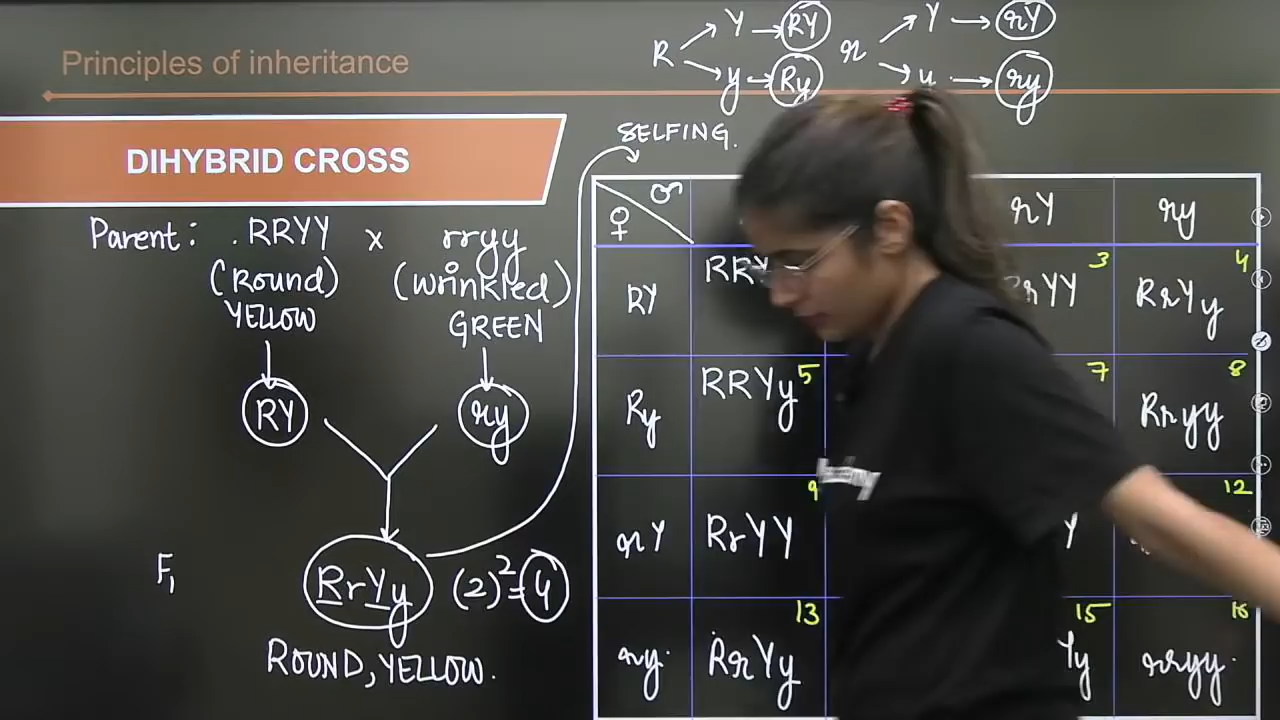 Principles of inheritance
R Y RY
y Ry
r Y rY
ry
SELFING.
DIHYBRID CROSS
Parent: RRYY x rryy
(Round) (Wrinkled)
YELLOW GREEN
RY ry
F1 RrYy (2)²=4
ROUND, YELLOW.
♀ ♂ rY ry
RY 3 RrYy 4
Ry RRYy 5 7 Rryy 8
rY RrYY 9 12
ry RrYy 13 Yy 15 rryy 16